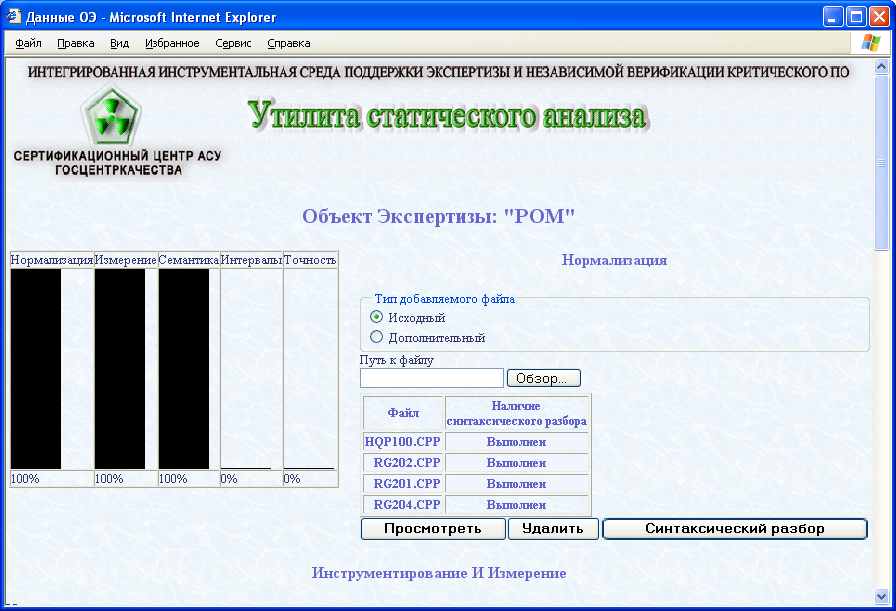 Данные ОЭ - Microsoft Internet Explorer
Файл Правка Вид Избранное Сервис Справка
ИНТЕГРИРОВАННАЯ ИНСТРУМЕНТАЛЬНАЯ СРЕДА ПОДДЕРЖКИ ЭКСПЕРТИЗЫ И НЕЗАВИСИМОЙ ВЕРИФИКАЦИИ КРИТИЧЕСКОГО ПО
Утилита статического анализа
СЕРТИФИКАЦИОННЫЙ ЦЕНТР АСУ
ГОСЦЕНТРКАЧЕСТВА
Объект Экспертизы: "РОМ"
Нормализация Измерение Семантика Интервалы Точность
100% 100% 100% 0% 0%
Нормализация
Тип добавляемого файла
Исходный
Дополнительный
Путь к файлу
Обзор...
Файл Наличие
синтаксического разбора
HQP100.CPP Выполнен
RG202.CPP Выполнен
RG201.CPP Выполнен
RG204.CPP Выполнен
Просмотреть Удалить Синтаксический разбор
Инструментирование И Измерение